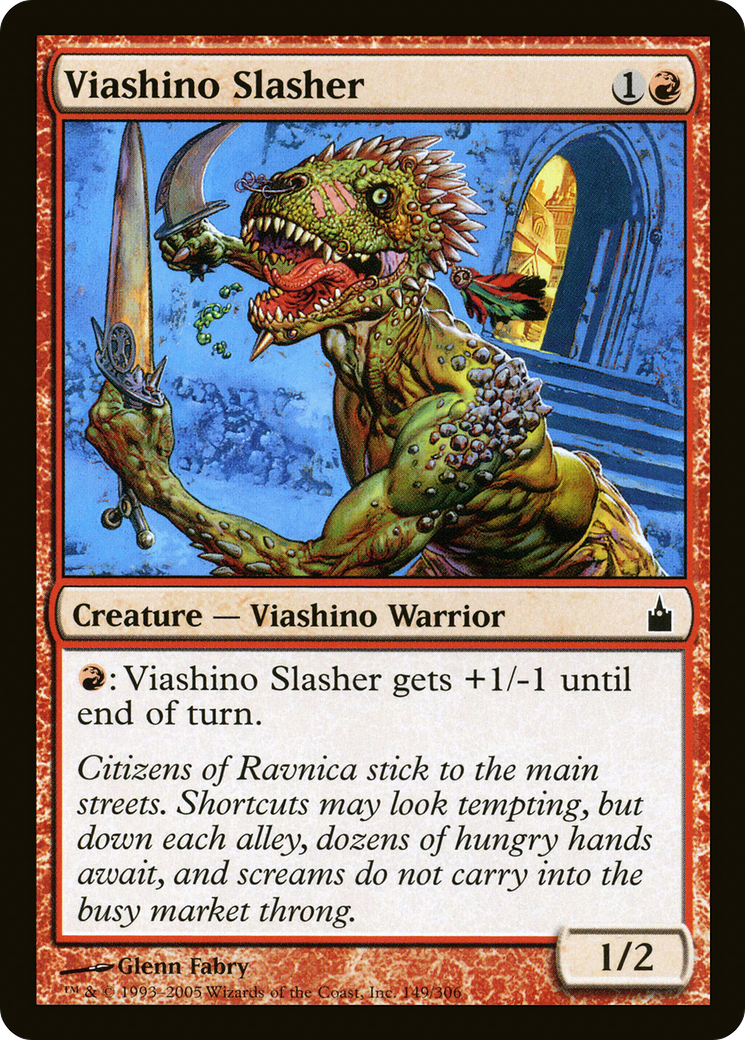 Viashino Slasher
1
Creature — Viashino Warrior
: Viashino Slasher gets +1/-1 until
end of turn.
Citizens of Ravnica stick to the main
streets. Shortcuts may look tempting, but
down each alley, dozens of hungry hands
await, and screams do not carry into the
busy market throng.
1/2
Glenn Fabry
™ & © 1993–2005 Wizards of the Coast, Inc. 149/306